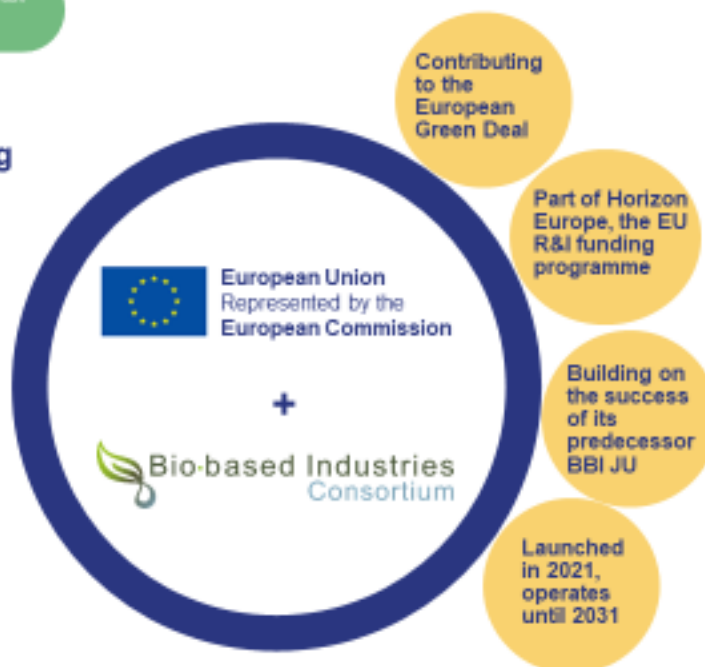 European Union
Represented by the
European Commission
+
Bio-based Industries
Consortium
Contributing
to the
European
Green Deal
Part of Horizon
Europe, the EU
R&I funding
programme
Building on
the success
of its
predecessor
BBI JU
Launched
in 2021,
operates
until 2031